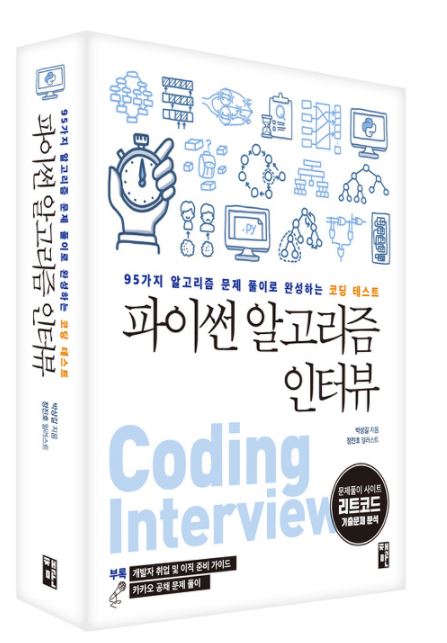 95가지 알고리즘 문제 풀이로 완성하는 코딩 테스트
파이썬 알고리즘 인터뷰
박상길 지음
정진호 일러스트
책만
.PY
95가지 알고리즘 문제 풀이로 완성하는 코딩 테스트
파이썬 알고리즘
인터뷰
박상길 지음
정진호 일러스트
Coding
Interview
문제풀이 사이트
리트코드
기출문제 분석
부록
개발자 취업 및 이직 준비 가이드
카카오 공채 문제 풀이
책만